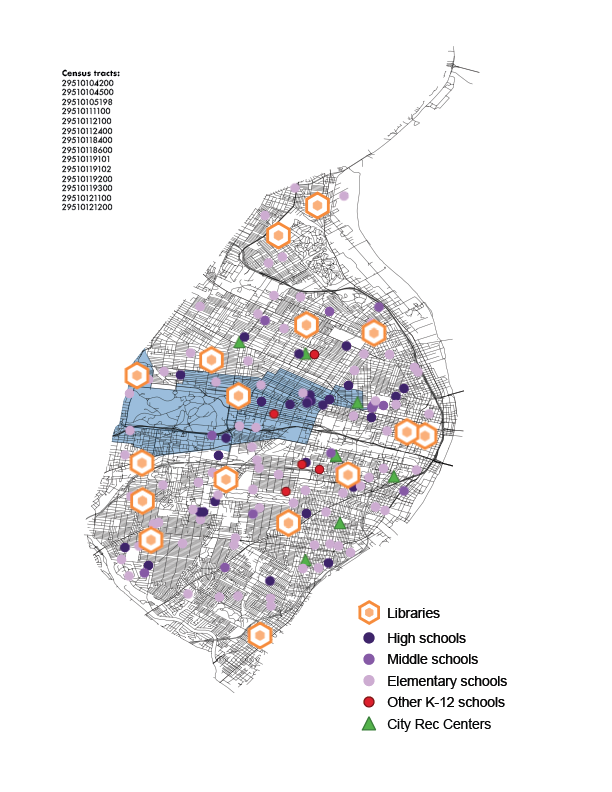 Census tracts:
29510104200
29510104500
29510105198
29510111100
29510112100
29510112400
29510118400
29510118600
29510119101
29510119102
29510119200
29510119300
29510121100
29510121200
Libraries
High schools
Middle schools
Elementary schools
Other K-12 schools
City Rec Centers